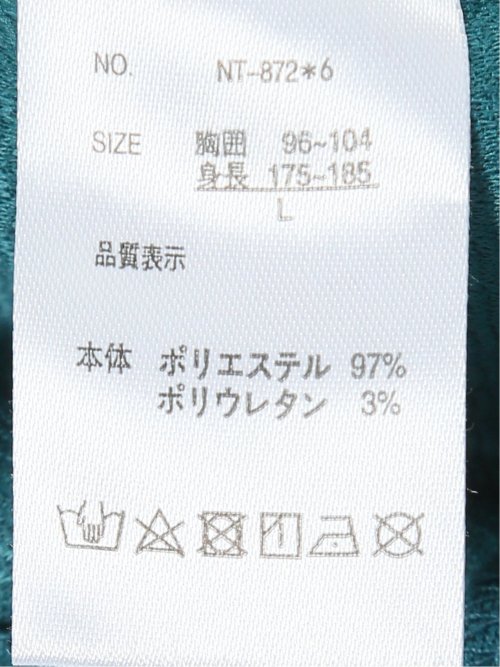 NO. NT-872*6
SIZE 胸囲 96~104
身長 175~185
L
品質表示
本体 ポリエステル 97%
ポリウレタン 3%